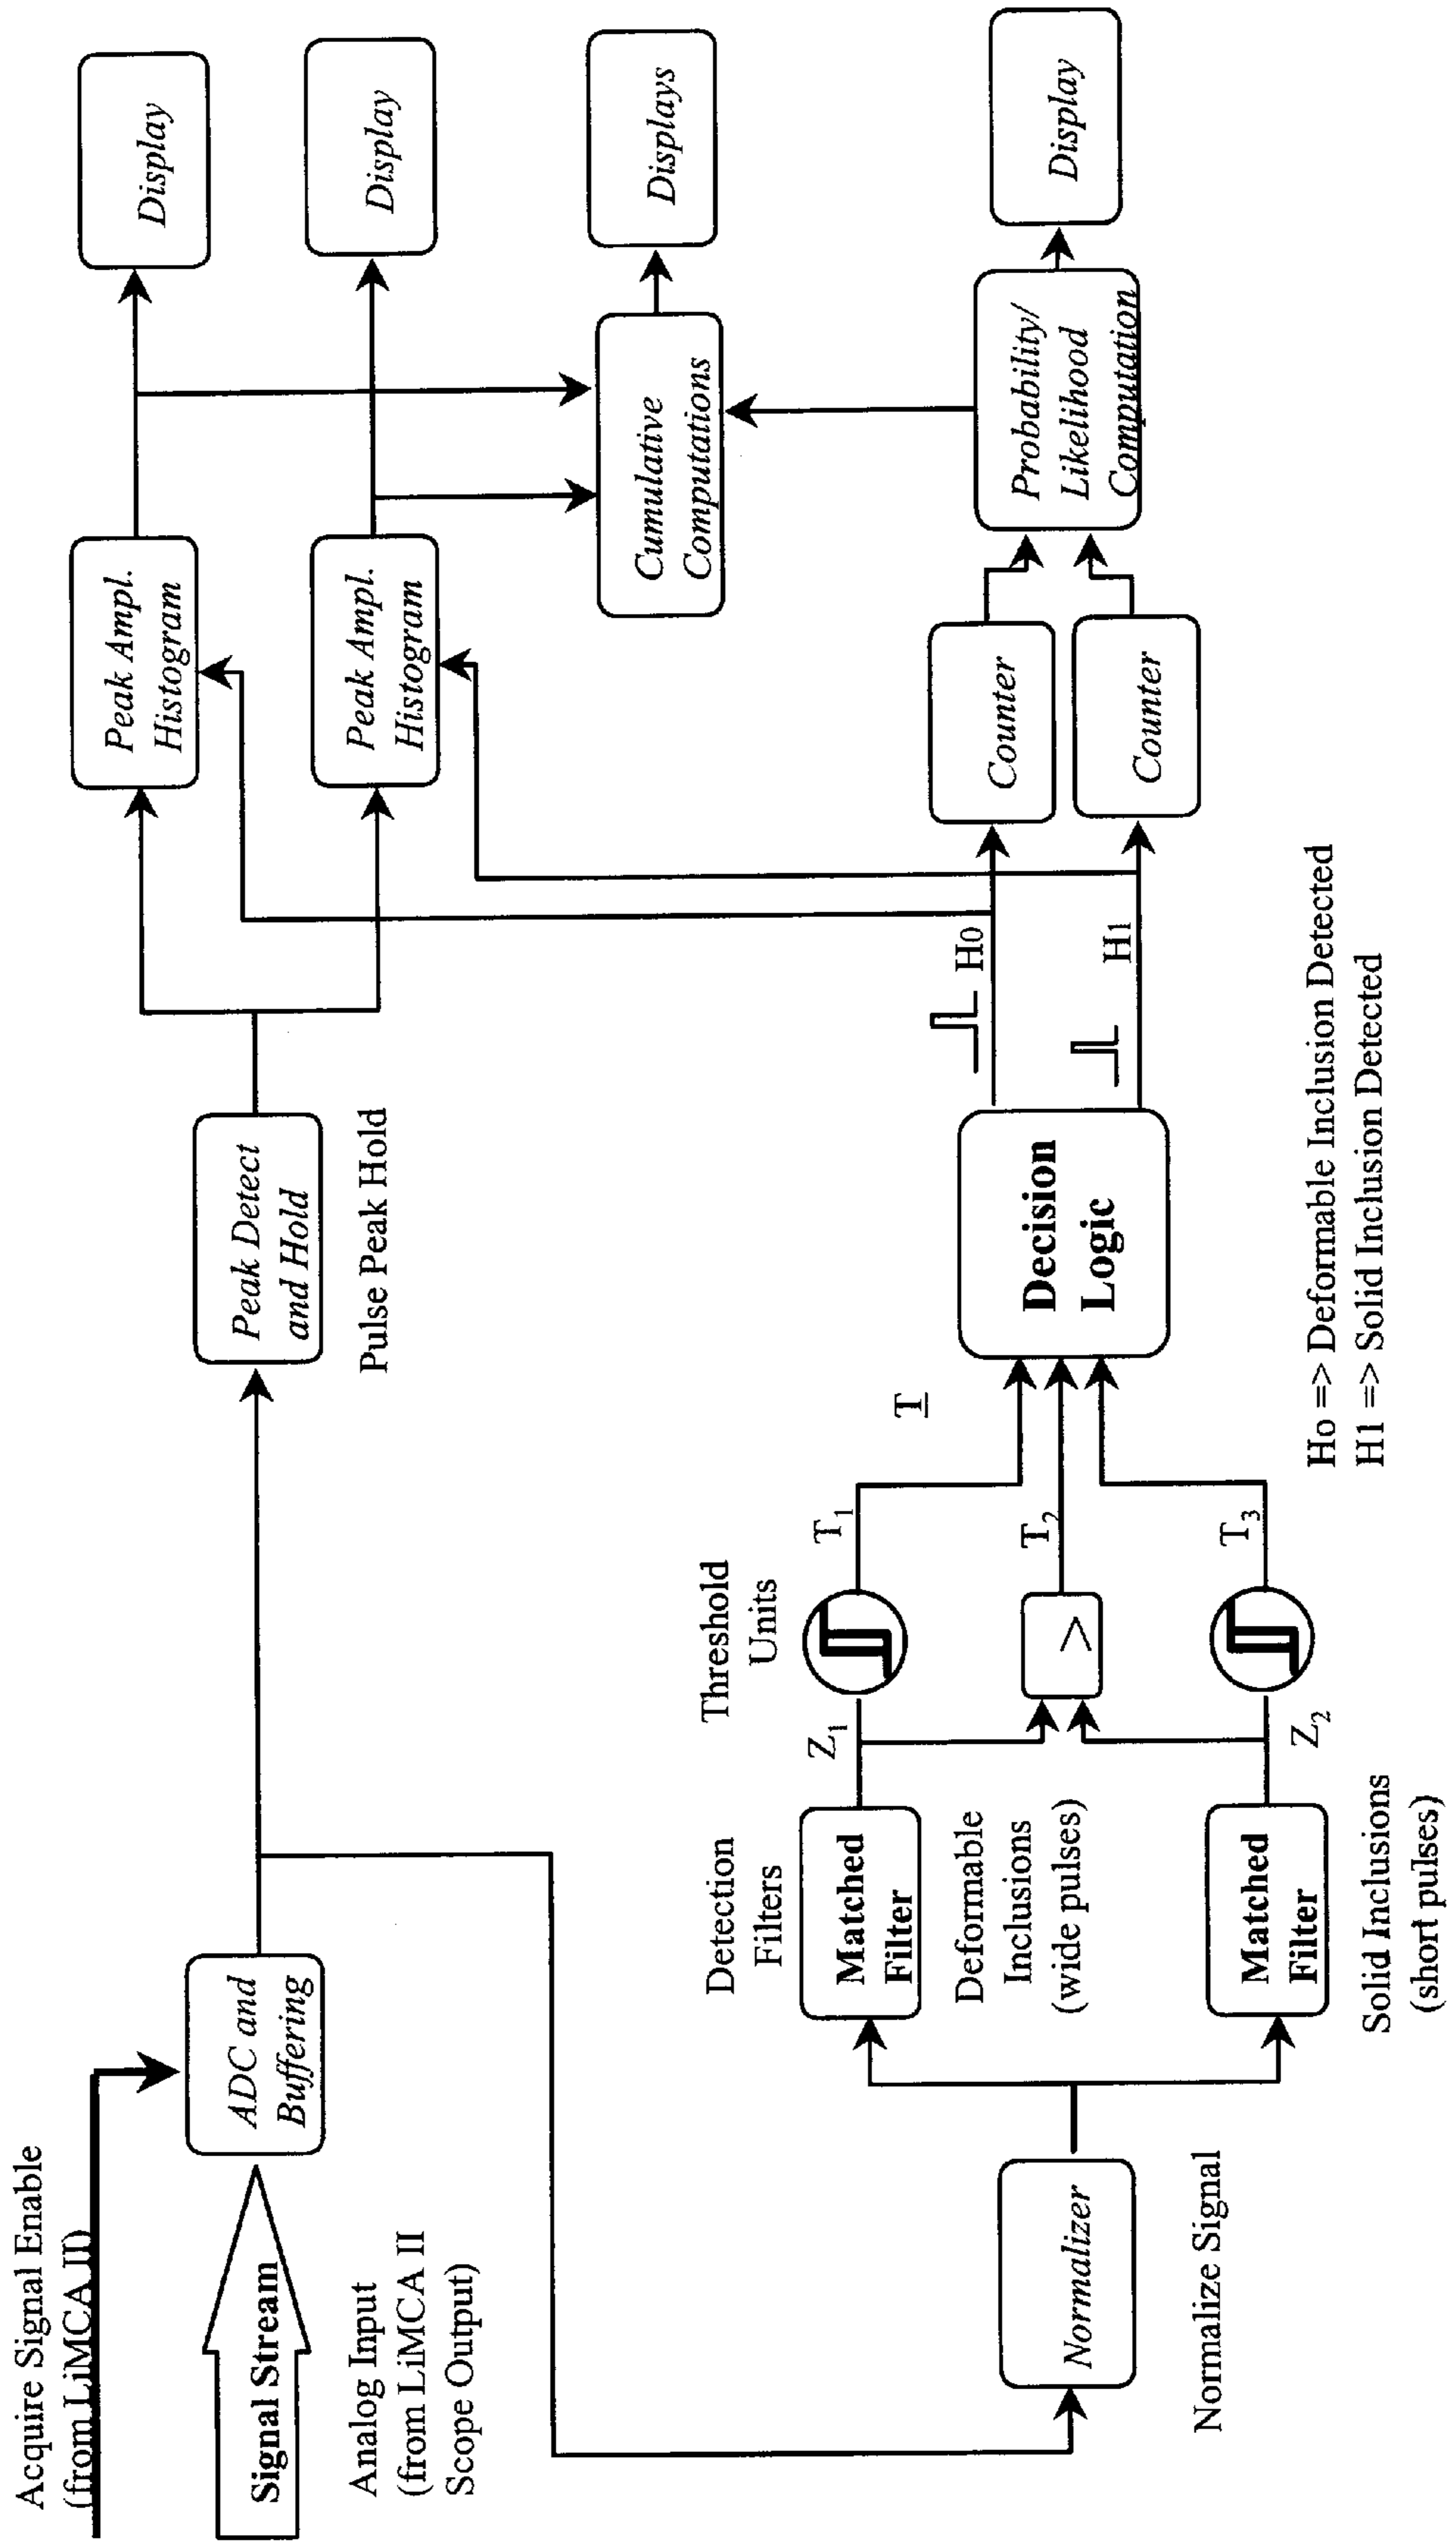 Acquire Signal Enable
(from LiMCA II)
Signal Stream
Analog Input
(from LiMCA II
Scope Output)
ADC and
Buffering
Peak Detect
and Hold
Pulse Peak Hold
Peak Ampl.
Histogram
Display
Peak Ampl.
Histogram
Display
Cumulative
Computations
Displays
Normalizer
Normalize Signal
Detection
Filters
Matched
Filter
Deformable
Inclusions
(wide pulses)
Matched
Filter
Solid Inclusions
(short pulses)
Threshold
Units
Z1
Z2
>
T1
T2
T3
T
Decision
Logic
H0
H1
Counter
Counter
Probability/
Likelihood
Computation
Display
Ho => Deformable Inclusion Detected
H1 => Solid Inclusion Detected